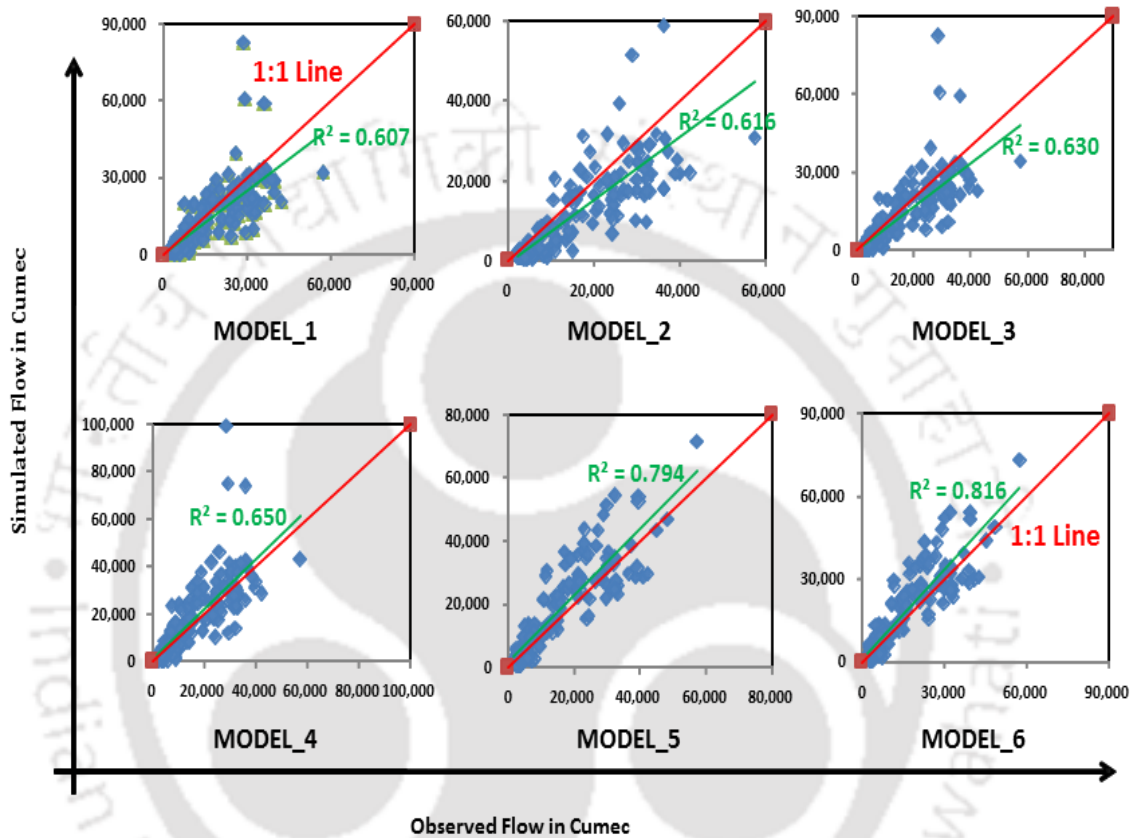 90,000
60,000
30,000
0
0 30,000 60,000 90,000
1:1 Line
R² = 0.607
MODEL_1
60,000
40,000
20,000
0
0 20,000 40,000 60,000
R² = 0.616
MODEL_2
80,000
60,000
40,000
20,000
0
0 20,000 40,000 60,000 80,000
R² = 0.630
MODEL_3
Simulated Flow in Cumec
100,000
80,000
60,000
40,000
20,000
0
0 20,000 40,000 60,000 80,000 100,000
R² = 0.650
MODEL_4
80,000
60,000
40,000
20,000
0
0 20,000 40,000 60,000 80,000
R² = 0.794
MODEL_5
90,000
60,000
30,000
0
0 30,000 60,000 90,000
R² = 0.816
1:1 Line
MODEL_6
Observed Flow in Cumec